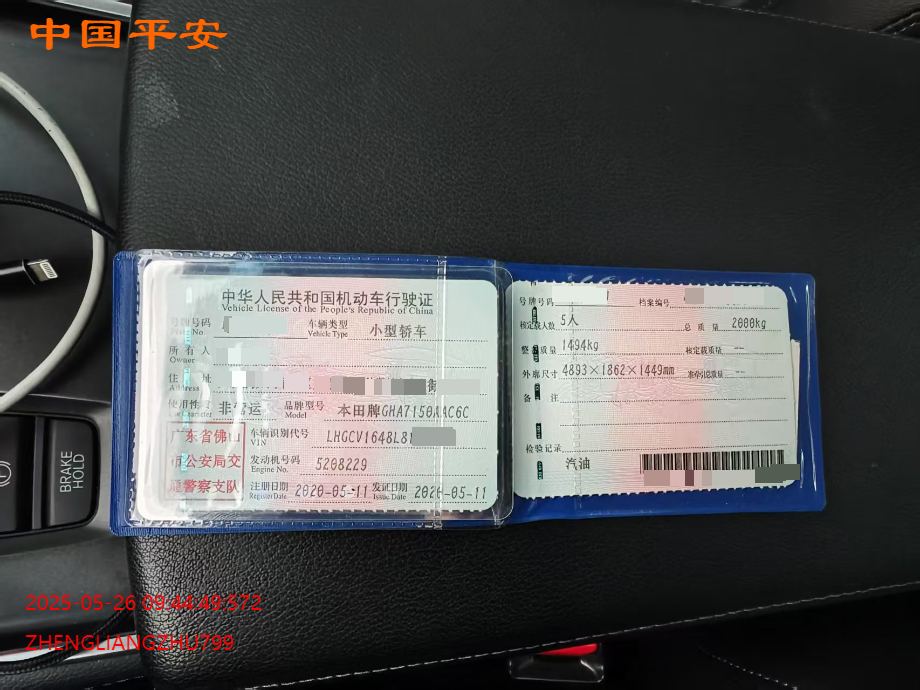 中国平安
中华人民共和国机动车行驶证
Vehicle License of the People's Republic of China
号牌号码
Plate No.
车辆类型 小型轿车
Vehicle Type
所有人
Owner
住址 街
Address
使用性质 非营运 品牌型号 本田牌GHA7150AAC6C
Use Character Model
广东省佛山
市公安局交
通警察支队
车辆识别代号 LHGCV1648L81
VIN
发动机号码 5208229
Engine No.
注册日期 2020-05-11 发证日期 2020-05-11
Register Date Issue Date
号牌号码 档案编号
核定载人数 5人 总质量 2000kg
整备质量 1494kg 核定载质量 --
外廓尺寸 4893×1862×1449mm 准牵引总质量 --
备注
检验记录
汽油
BRAKE
HOLD
2025-05-26 09:44:49:572
ZHENGLIANGZHU799